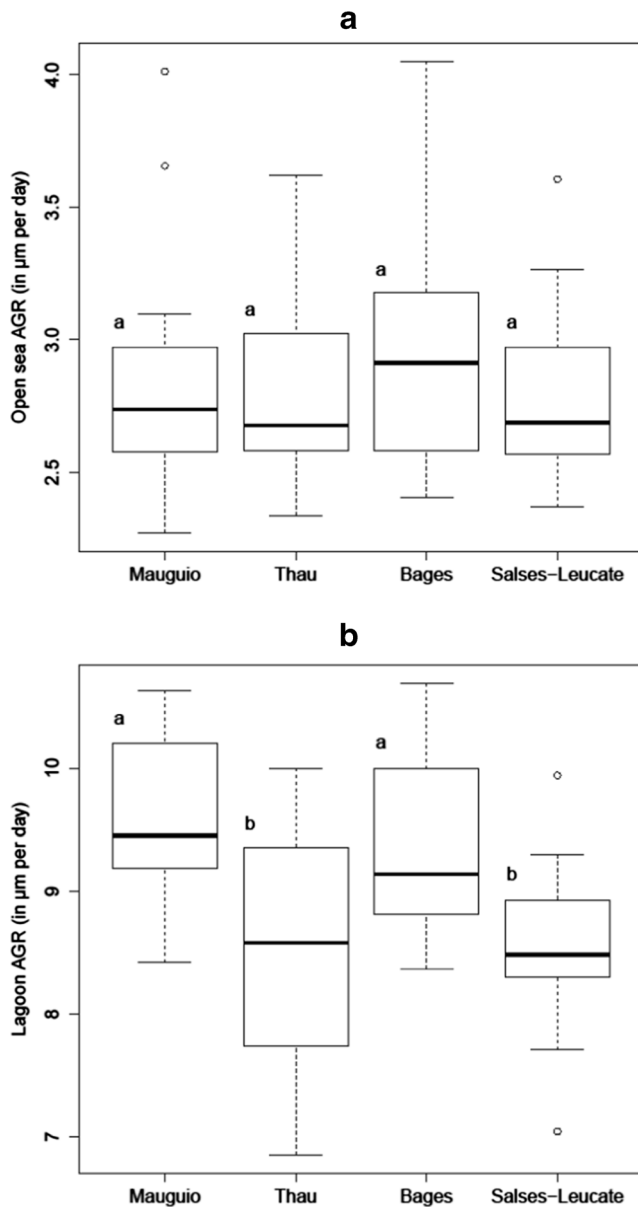 a
Open sea AGR (in µm per day)
4.0
3.5
3.0
2.5
a
a
a
a
Mauguio Thau Bages Salses–Leucate
b
Lagoon AGR (in µm per day)
10
9
8
7
a
b
a
b
Mauguio Thau Bages Salses–Leucate